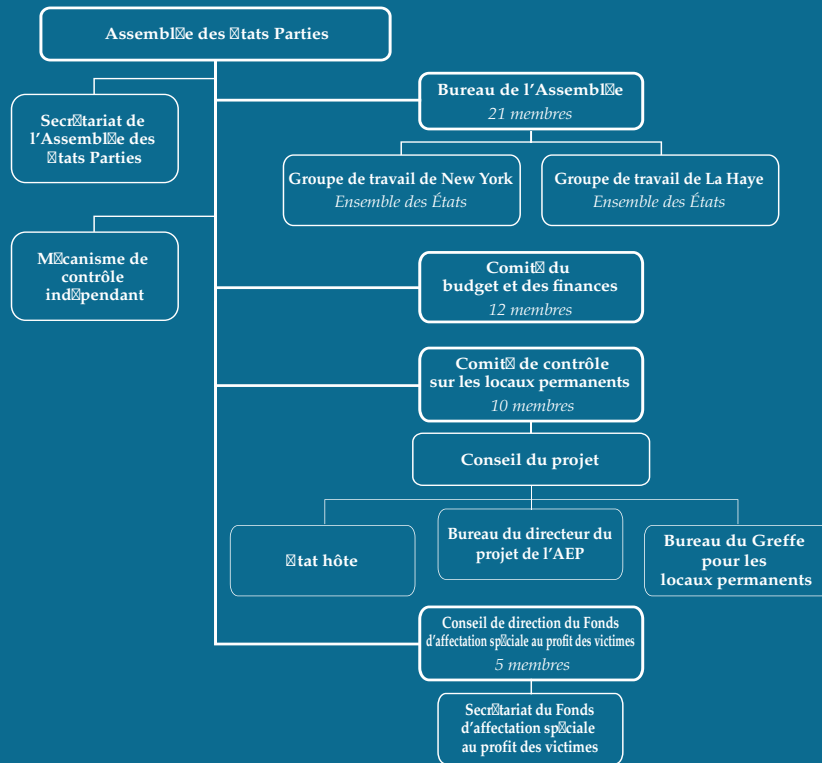 Assembl☒e des ☒tats Parties
Secr☒tariat de
l’Assembl☒e des
☒tats Parties
Bureau de l’Assembl☒e
21 membres
Groupe de travail de New York
Ensemble des États
Groupe de travail de La Haye
Ensemble des États
M☒canisme de
contrôle
ind☒pendant
Comit☒ du
budget et des finances
12 membres
Comit☒ de contrôle
sur les locaux permanents
10 membres
Conseil du projet
☒tat hôte
Bureau du directeur du
projet de l’AEP
Bureau du Greffe
pour les
locaux permanents
Conseil de direction du Fonds
d’affectation sp☒ciale au profit des victimes
5 membres
Secr☒tariat du Fonds
d’affectation sp☒ciale
au profit des victimes